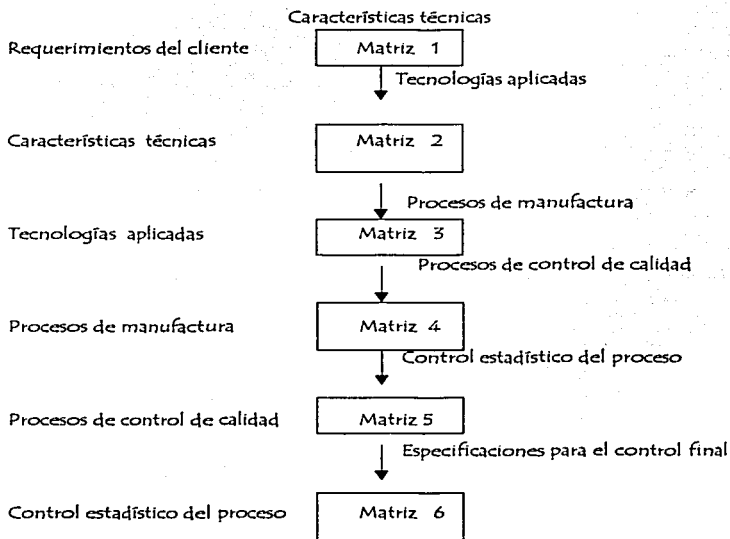 Características técnicas
Requerimientos del cliente
Matriz 1
Tecnologías aplicadas
Características técnicas
Matriz 2
Procesos de manufactura
Tecnologías aplicadas
Matriz 3
Procesos de control de calidad
Procesos de manufactura
Matriz 4
Control estadístico del proceso
Procesos de control de calidad
Matriz 5
Especificaciones para el control final
Control estadístico del proceso
Matriz 6